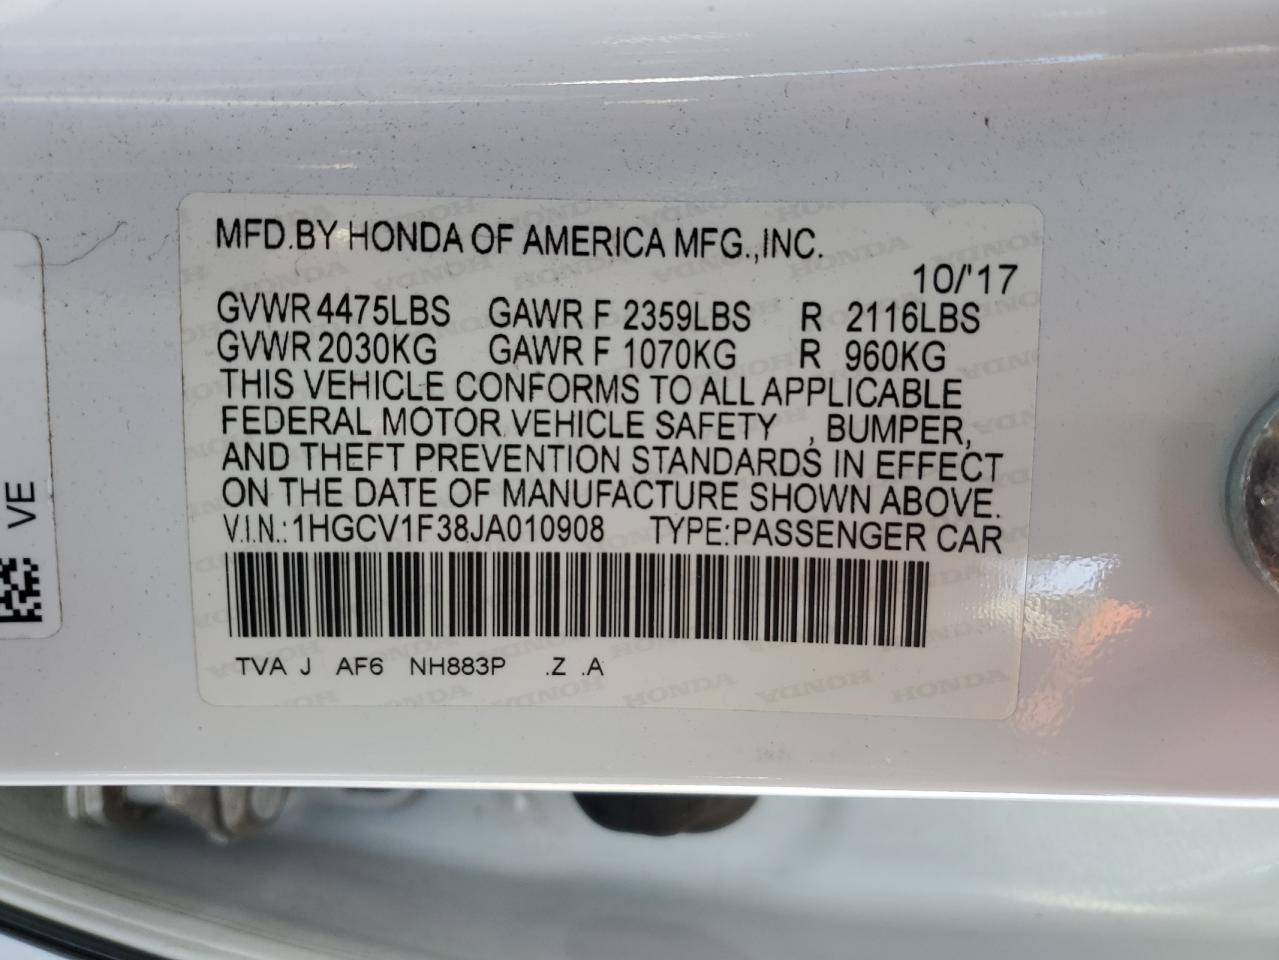 MFD.BY HONDA OF AMERICA MFG.,INC.
10/'17
GVWR 4475LBS GAWR F 2359LBS R 2116LBS
GVWR 2030KG GAWR F 1070KG R 960KG
THIS VEHICLE CONFORMS TO ALL APPLICABLE
FEDERAL MOTOR VEHICLE SAFETY , BUMPER,
AND THEFT PREVENTION STANDARDS IN EFFECT
ON THE DATE OF MANUFACTURE SHOWN ABOVE.
V.I.N.:1HGCV1F38JA010908 TYPE:PASSENGER CAR
TVA J AF6 NH883P .Z .A
VE